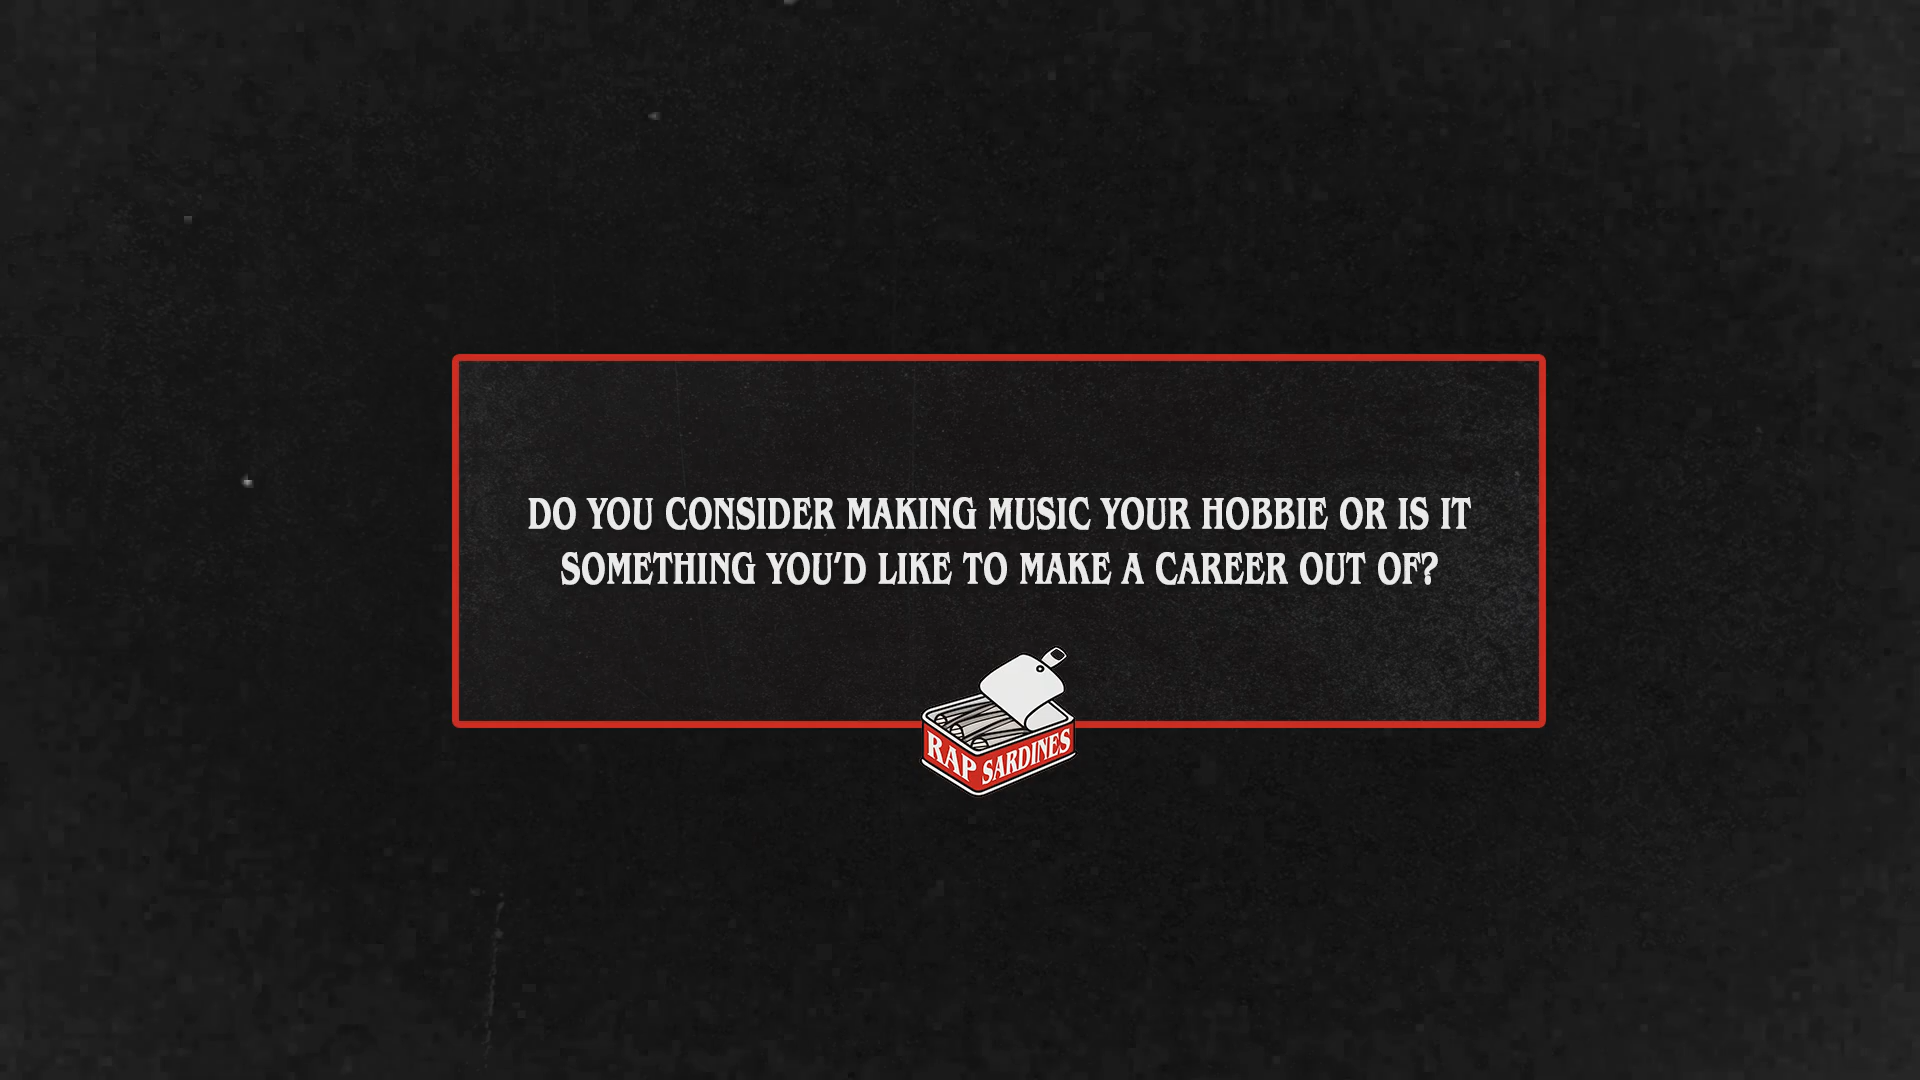 DO YOU CONSIDER MAKING MUSIC YOUR HOBBIE OR IS IT
SOMETHING YOU'D LIKE TO MAKE A CAREER OUT OF?
RAP SARDINES